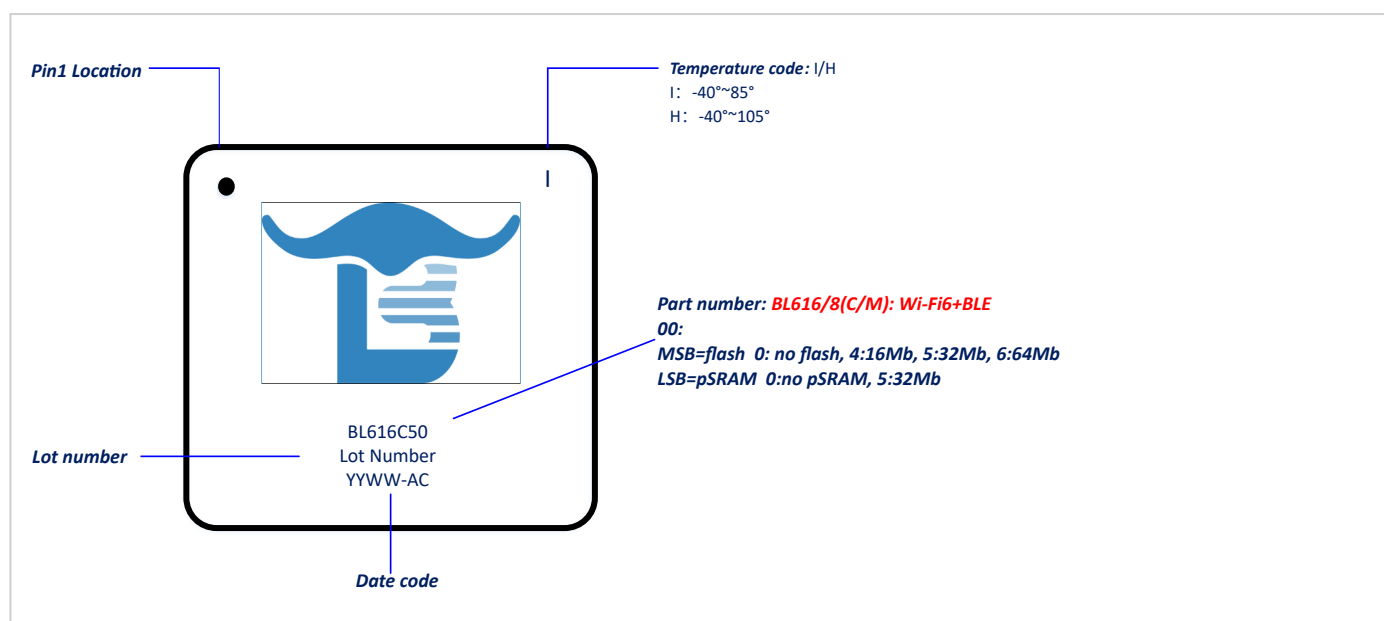 Pin1 Location
Temperature code: I/H
I： -40°~85°
H： -40°~105°
I
Part number: BL616/8(C/M): Wi-Fi6+BLE
00:
MSB=flash 0: no flash, 4:16Mb, 5:32Mb, 6:64Mb
LSB=pSRAM 0:no pSRAM, 5:32Mb
BL616C50
Lot number
Lot Number
YYWW-AC
Date code